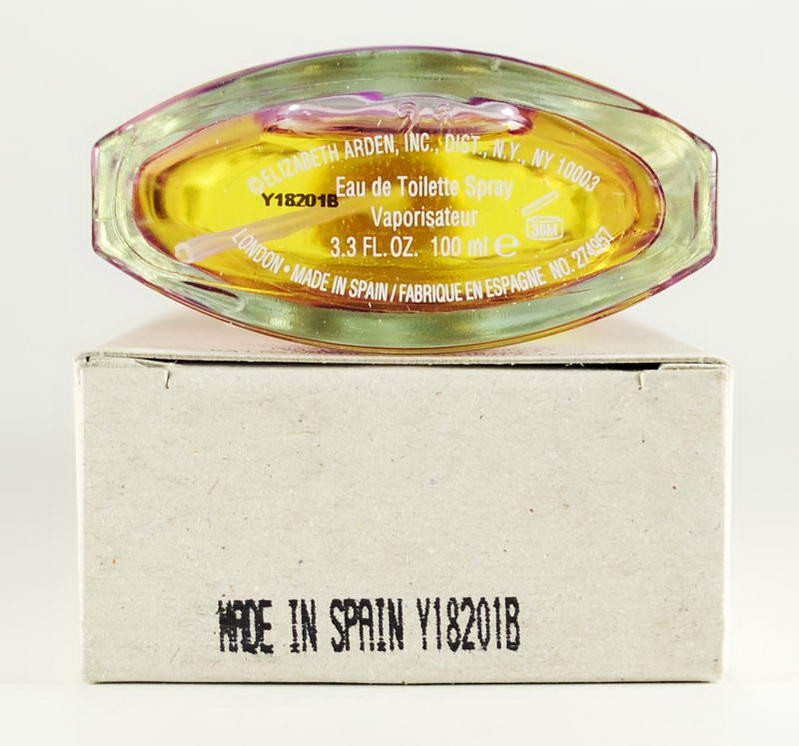 ©ELIZABETH ARDEN, INC., DIST., N.Y., NY 10003
Eau de Toilette Spray
Y18201B
Vaporisateur
36M
3.3 FL. OZ. 100 ml ℮
LONDON • MADE IN SPAIN / FABRIQUE EN ESPAGNE NO. 274957
MADE IN SPAIN Y18201B